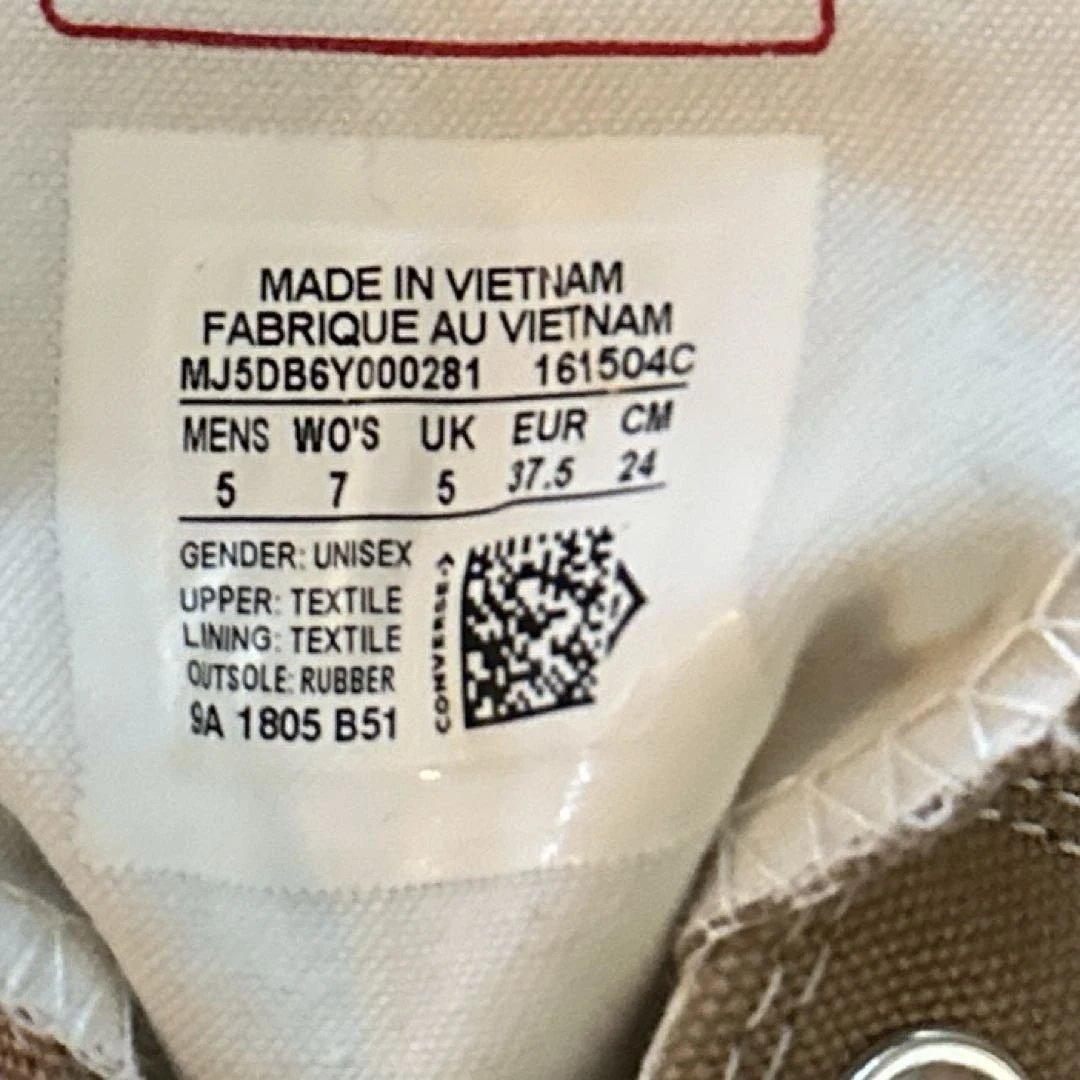 MADE IN VIETNAM
FABRIQUE AU VIETNAM
MJ5DB6Y000281 161504C
MENS WO'S UK EUR CM
5 7 5 37.5 24
GENDER: UNISEX
UPPER: TEXTILE
LINING: TEXTILE
OUTSOLE: RUBBER
9A 1805 B51
CONVERSE